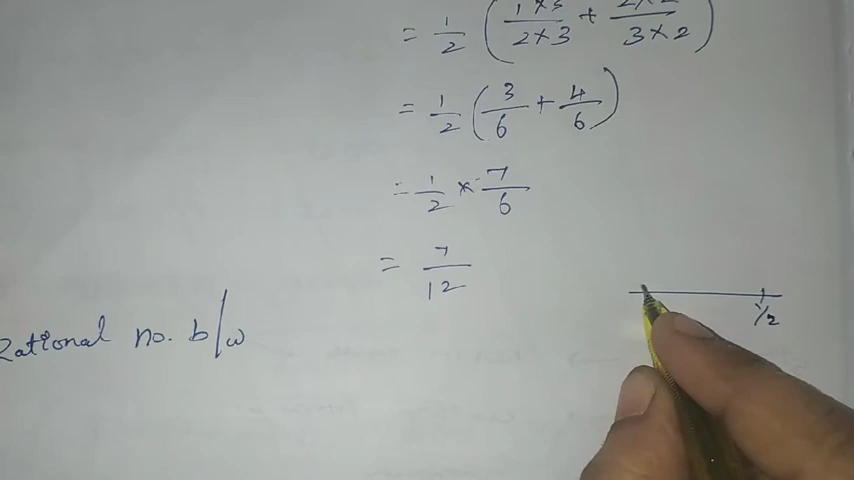 = 1/2 ( 1×3/2×3 + 2×2/3×2 )
= 1/2 ( 3/6 + 4/6 )
= 1/2 × 7/6
= 7/12
1/2
Rational no. b/w